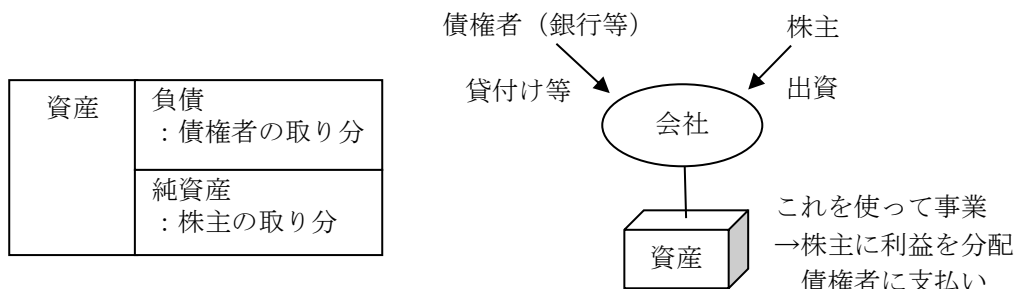 資産
負債
：債権者の取り分
純資産
：株主の取り分
債権者（銀行等）
株主
貸付け等
出資
会社
資産
これを使って事業
→株主に利益を分配
債権者に支払い